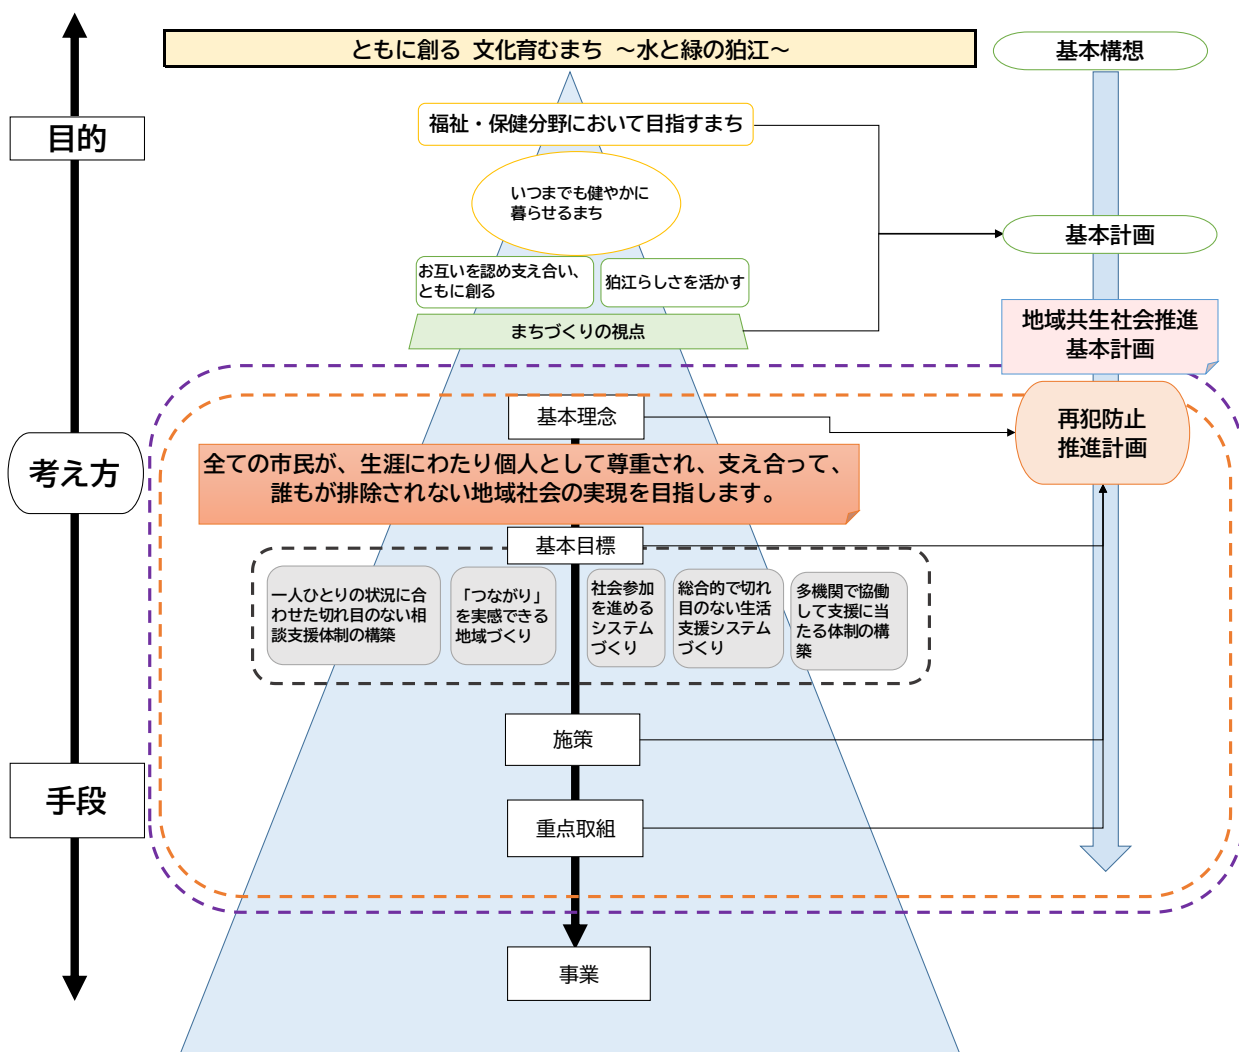 ともに創る 文化育むまち ～水と緑の狛江～
基本構想
目的
福祉・保健分野において目指すまち
いつまでも健やかに
暮らせるまち
基本計画
お互いを認め支え合い、
ともに創る
狛江らしさを活かす
まちづくりの視点
地域共生社会推進
基本計画
考え方
基本理念
再犯防止
推進計画
全ての市民が、生涯にわたり個人として尊重され、支え合って、
誰もが排除されない地域社会の実現を目指します。
基本目標
一人ひとりの状況に合
わせた切れ目のない相
談支援体制の構築
「つながり」
を実感できる
地域づくり
社会参加
を進める
システム
づくり
総合的で切れ
目のない生活
支援システム
づくり
多機関で協働
して支援に当
たる体制の構
築
施策
手段
重点取組
事業